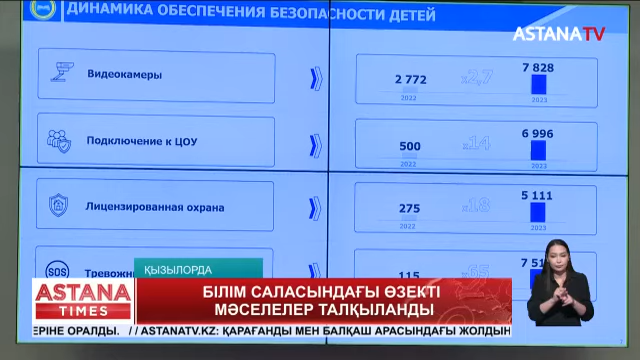 ДИНАМИКА ОБЕСПЕЧЕНИЯ БЕЗОПАСНОСТИ ДЕТЕЙ
ASTANATV
Видеокамеры
2 772
2022
x2,7
7 828
2023
Подключение к ЦОУ
500
2022
x14
6 996
2023
Лицензированная охрана
275
2022
x18
5 111
2023
SOS
115
x65
ҚЫЗЫЛОРДА
ASTANA
TIMES
БІЛІМ САЛАСЫНДАҒЫ ӨЗЕКТІ
МӘСЕЛЕЛЕР ТАЛҚЫЛАНДЫ
ОРАЛДЫ. // ASTANATV.KZ: ҚАРАҒАНДЫ МЕН БАЛҚАШ АРАСЫНДАҒЫ ЖОЛДЫН